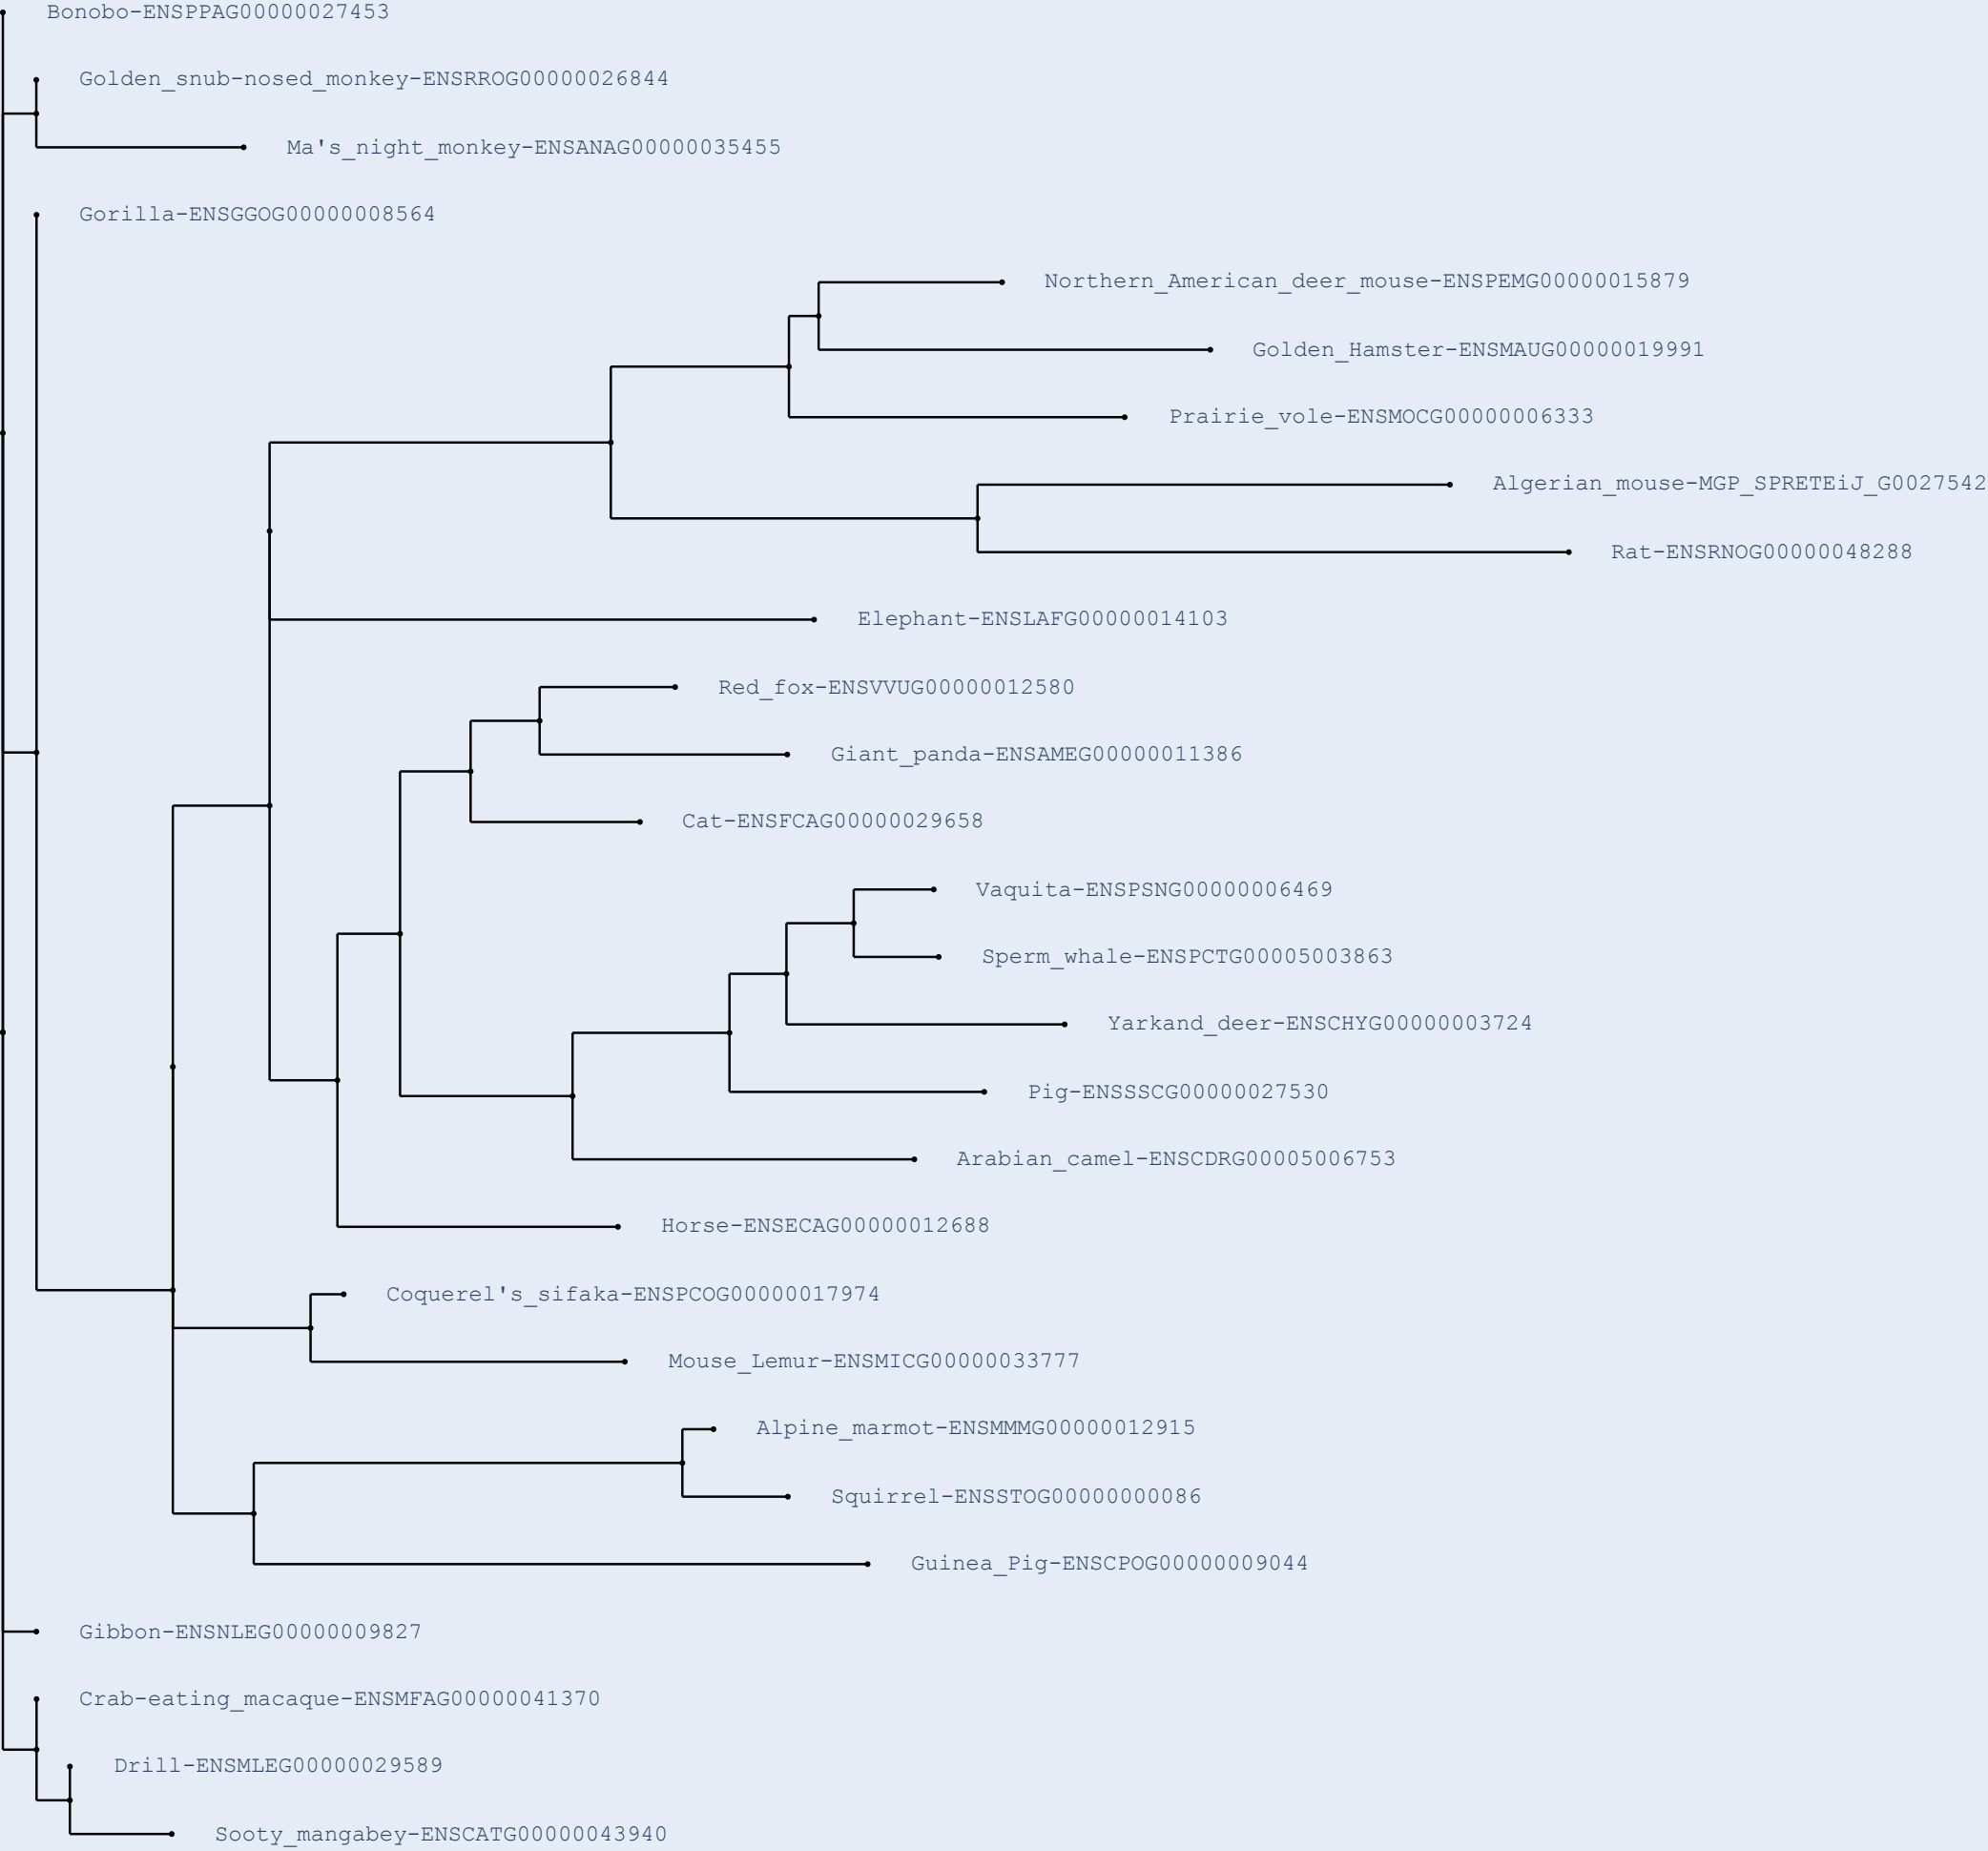 Bonobo-ENSPPAG00000027453
Golden_snub-nosed_monkey-ENSRROG00000026844
Ma's_night_monkey-ENSANAG00000035455
Gorilla-ENSGGOG00000008564
Northern_American_deer_mouse-ENSPEMG00000015879
Golden_Hamster-ENSMAUG00000019991
Prairie_vole-ENSMOCG00000006333
Algerian_mouse-MGP_SPRETEiJ_G0027542
Rat-ENSRNOG00000048288
Elephant-ENSLAFG00000014103
Red_fox-ENSVVUG00000012580
Giant_panda-ENSAMEG00000011386
Cat-ENSFCAG00000029658
Vaquita-ENSPSNG00000006469
Sperm_whale-ENSPCTG00005003863
Yarkand_deer-ENSCHYG00000003724
Pig-ENSSSCG00000027530
Arabian_camel-ENSCDRG00005006753
Horse-ENSECAG00000012688
Coquerel's_sifaka-ENSPCOG00000017974
Mouse_Lemur-ENSMICG00000033777
Alpine_marmot-ENSMMMG00000012915
Squirrel-ENSSTOG00000000086
Guinea_Pig-ENSCPOG00000009044
Gibbon-ENSNLEG00000009827
Crab-eating_macaque-ENSMFAG00000041370
Drill-ENSMLEG00000029589
Sooty_mangabey-ENSCATG00000043940